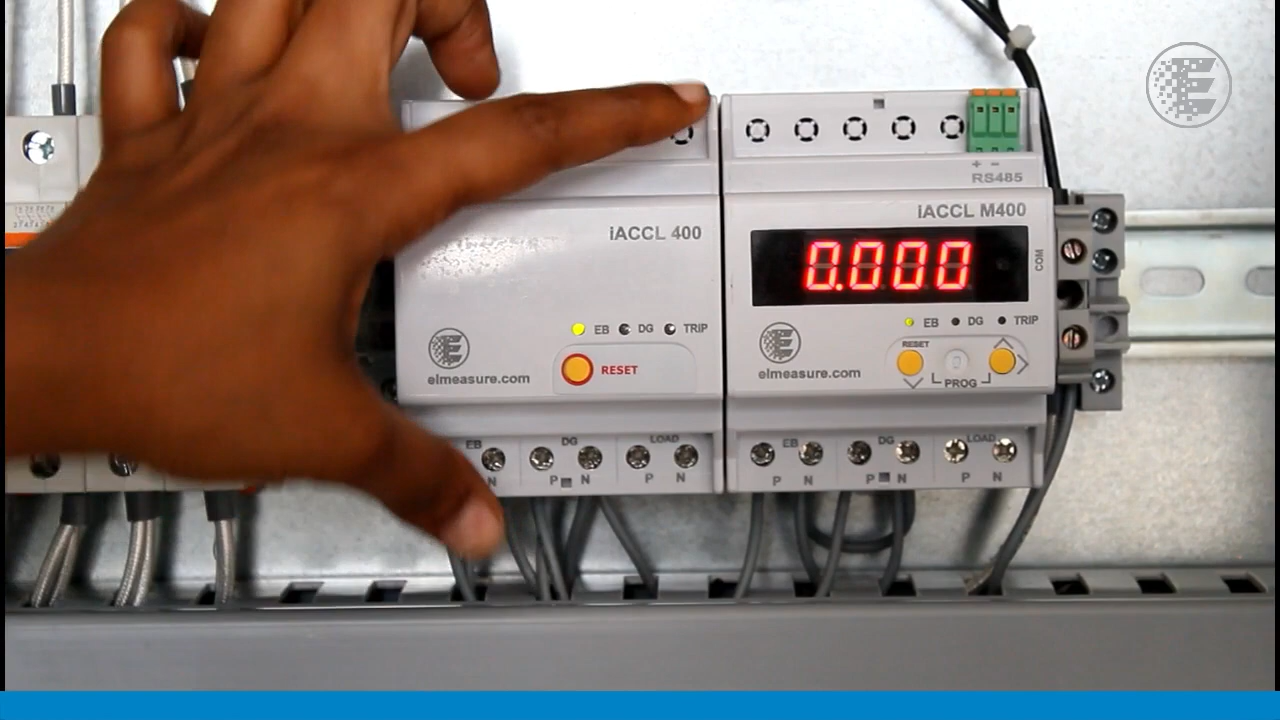 + -
RS485
iACCL 400
EB DG TRIP
RESET
elmeasure.com
EB
N
DG
P N
LOAD
P N
iACCL M400
0.000
COM
EB DG TRIP
RESET
PROG
elmeasure.com
EB
P N
DG
P N
LOAD
P N
E